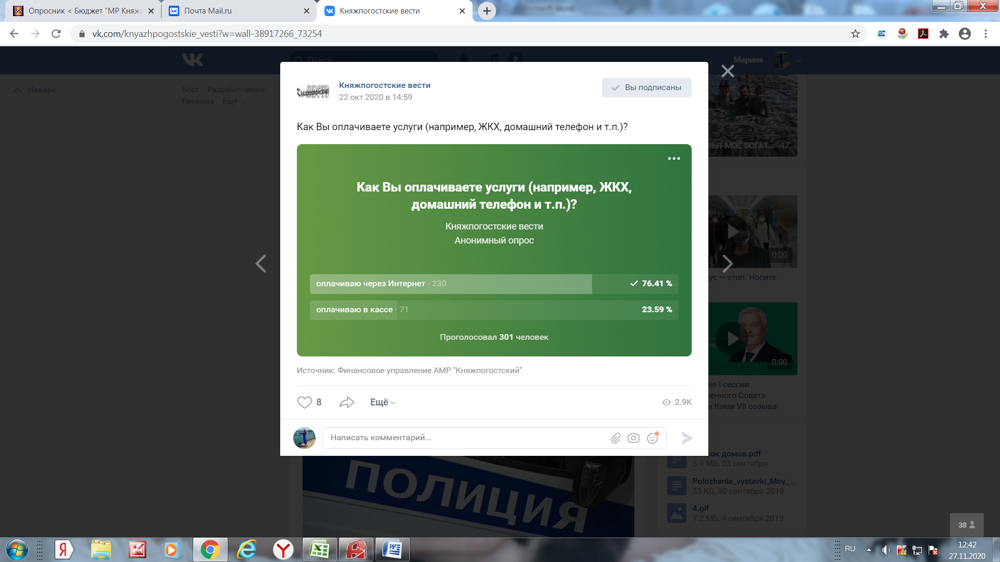 Опросник < Бюджет "МР Княжп
Почта Mail.ru
Княжпогостские вести
vk.com/knyazhpogostskie_vesti?w=wall-38917266_73254
Поиск
Марина
Наверх
Блог Разработчикам
Реклама Ещё
Княжпогостские вести
22 окт 2020 в 14:59
Вы подписаны
Как Вы оплачиваете услуги (например, ЖКХ, домашний телефон и т.п.)?
Как Вы оплачиваете услуги (например, ЖКХ,
домашний телефон и т.п.)?
Княжпогостские вести
Анонимный опрос
оплачиваю через Интернет · 230 76.41 %
оплачиваю в кассе · 71 23.59 %
Проголосовал 301 человек
Источник: Финансовое управление АМР "Княжпогостский"
8 Ещё 2.9K
Написать комментарий...
МЬЯ-МОЁ БОГАТ... 47
0:00
ус — стоп. Носите
0:00
ие I сессии
венного Совета
и Коми VII созыва
сок домов.pdf
5.4 МБ, 23 сентября
Polozhenie_vystavki_Moy_...
33 КБ, 30 сентября 2019
4.gif
7.2 МБ, 4 сентября 2019
ПОЛИЦИЯ
38
RU
12:42
27.11.2020